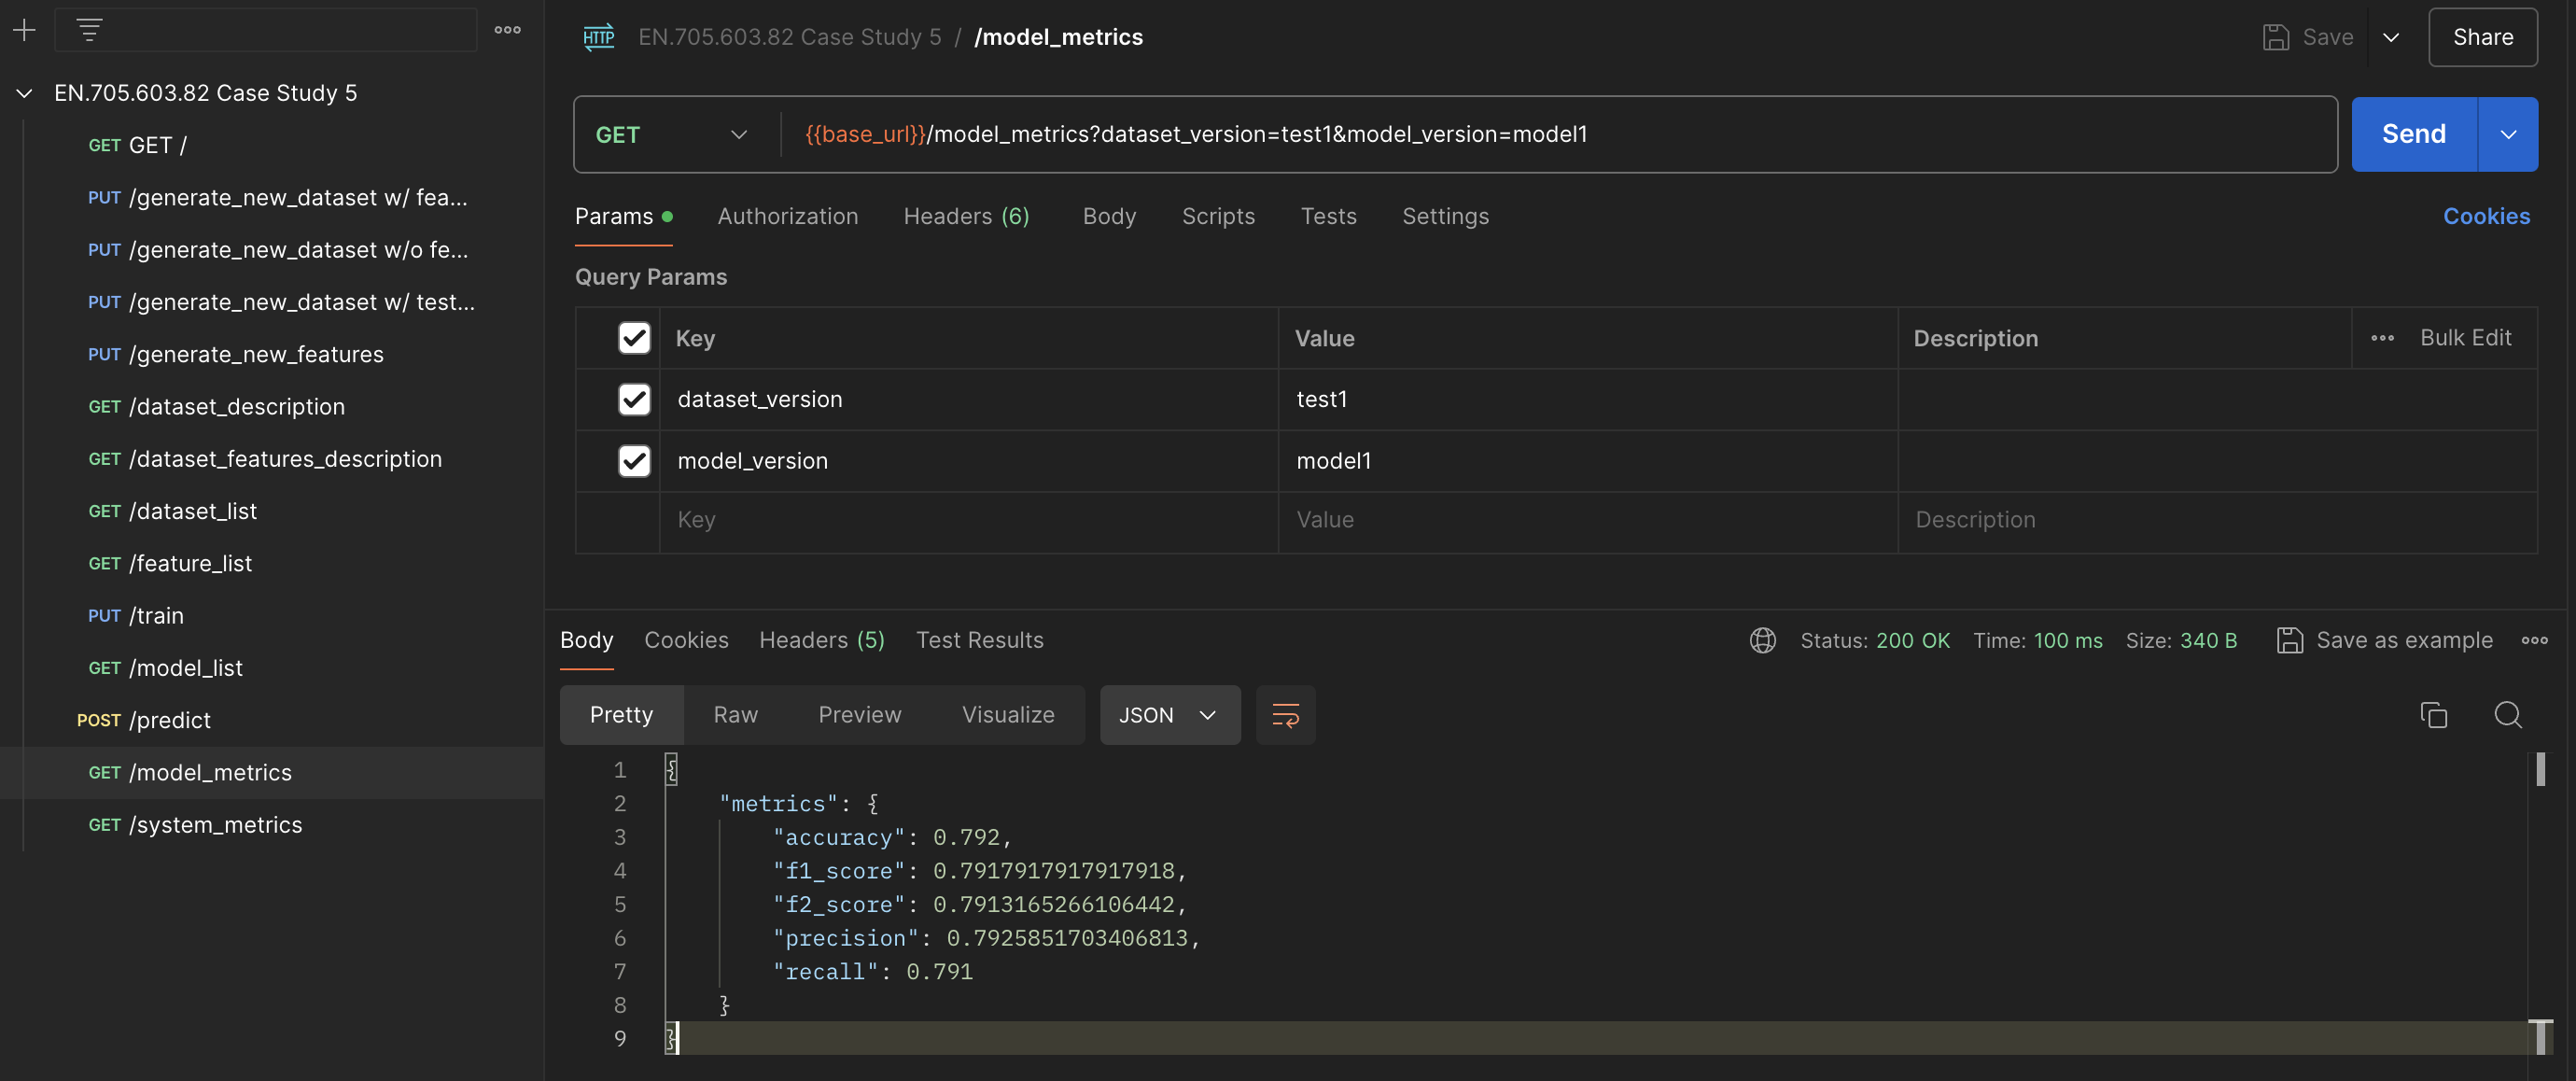 EN.705.603.82 Case Study 5
GET GET /
PUT /generate_new_dataset w/ fea...
PUT /generate_new_dataset w/o fe...
PUT /generate_new_dataset w/ test...
PUT /generate_new_features
GET /dataset_description
GET /dataset_features_description
GET /dataset_list
GET /feature_list
PUT /train
GET /model_list
POST /predict
GET /model_metrics
GET /system_metrics
HTTP EN.705.603.82 Case Study 5 / /model_metrics
Save
Share
GET {{base_url}}/model_metrics?dataset_version=test1&model_version=model1
Send
Params Authorization Headers (6) Body Scripts Tests Settings
Cookies
Query Params
Key Value Description Bulk Edit
dataset_version test1
model_version model1
Key Value Description
Body Cookies Headers (5) Test Results
Status: 200 OK Time: 100 ms Size: 340 B Save as example
Pretty Raw Preview Visualize JSON
1 {
2 "metrics": {
3 "accuracy": 0.792,
4 "f1_score": 0.7917917917917918,
5 "f2_score": 0.7913165266106442,
6 "precision": 0.7925851703406813,
7 "recall": 0.791
8 }
9 }